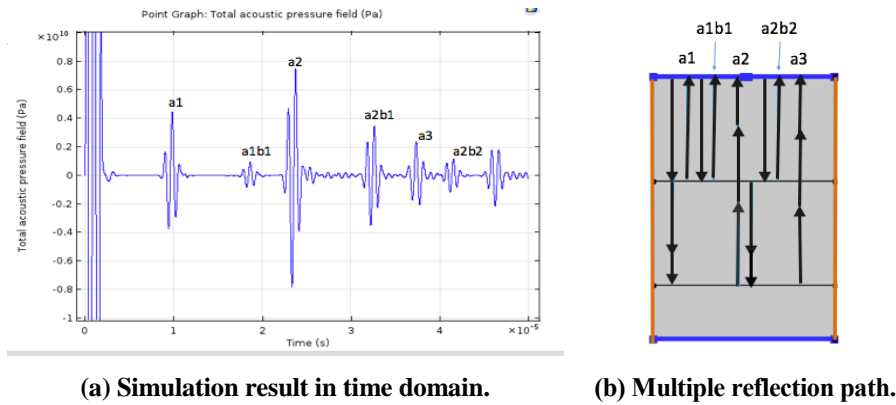 Point Graph: Total acoustic pressure field (Pa)
×10¹⁰
0.8
0.6
0.4
0.2
0
-0.2
-0.4
-0.6
-0.8
-1
Total acoustic pressure field (Pa)
a1
a1b1
a2
a2b1
a3
a2b2
0
1
2
3
4
×10⁻⁵
Time (s)
a1b1
a2b2
a1
a2
a3
(a) Simulation result in time domain.
(b) Multiple reflection path.